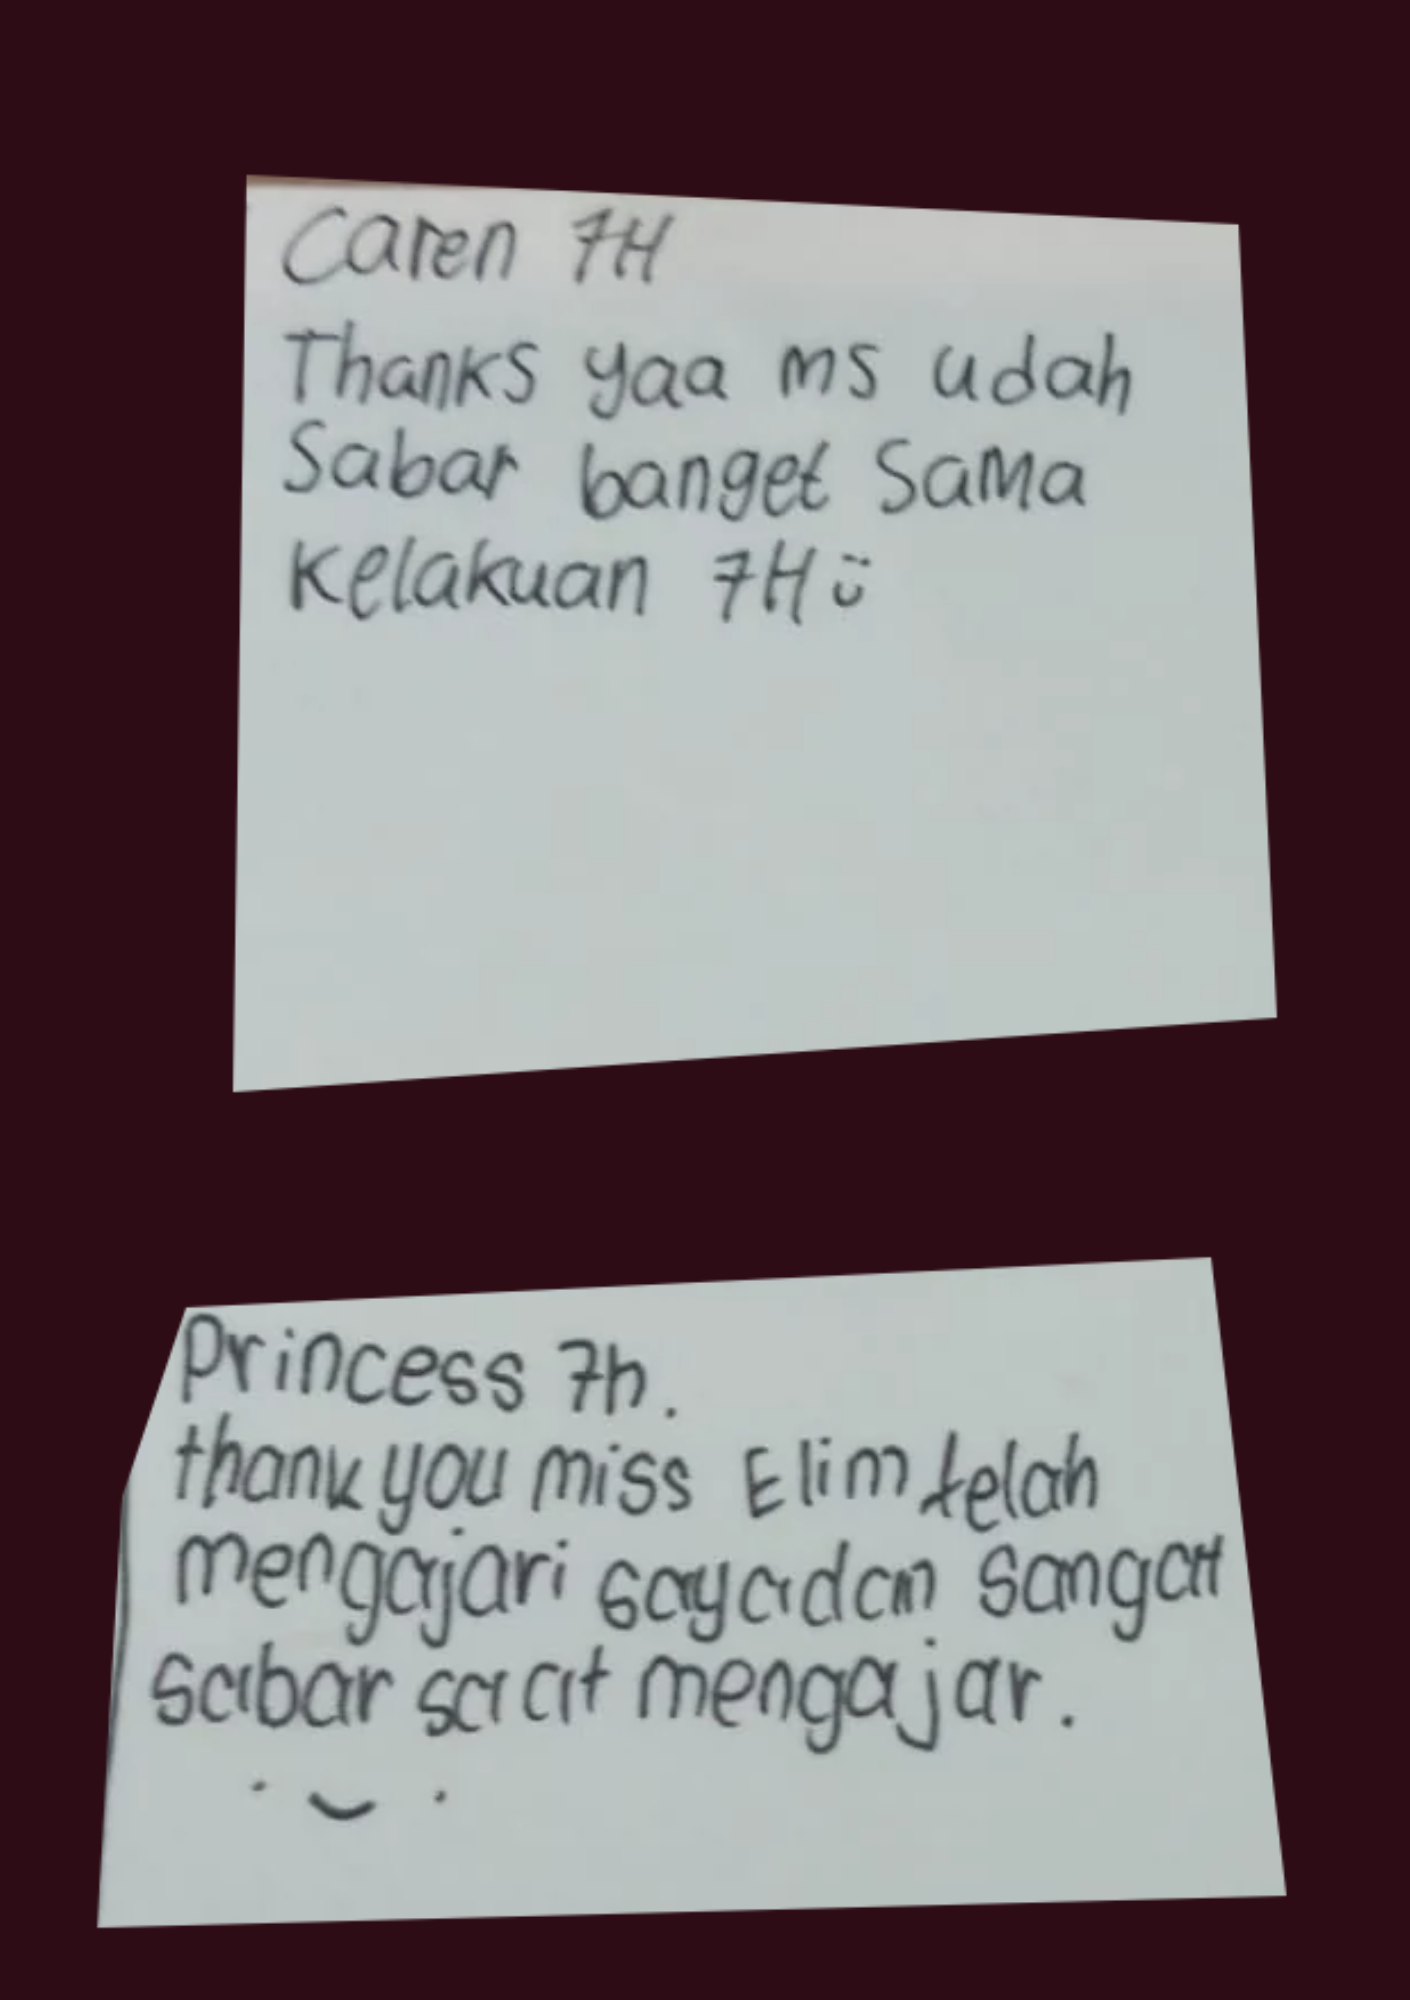 Caren 7H
Thanks yaa ms udah
Sabar banget Sama
Kelakuan 7H
Princess 7h.
thank you miss Elim telah
mengajari saya dan sangat
sabar saat mengajar.